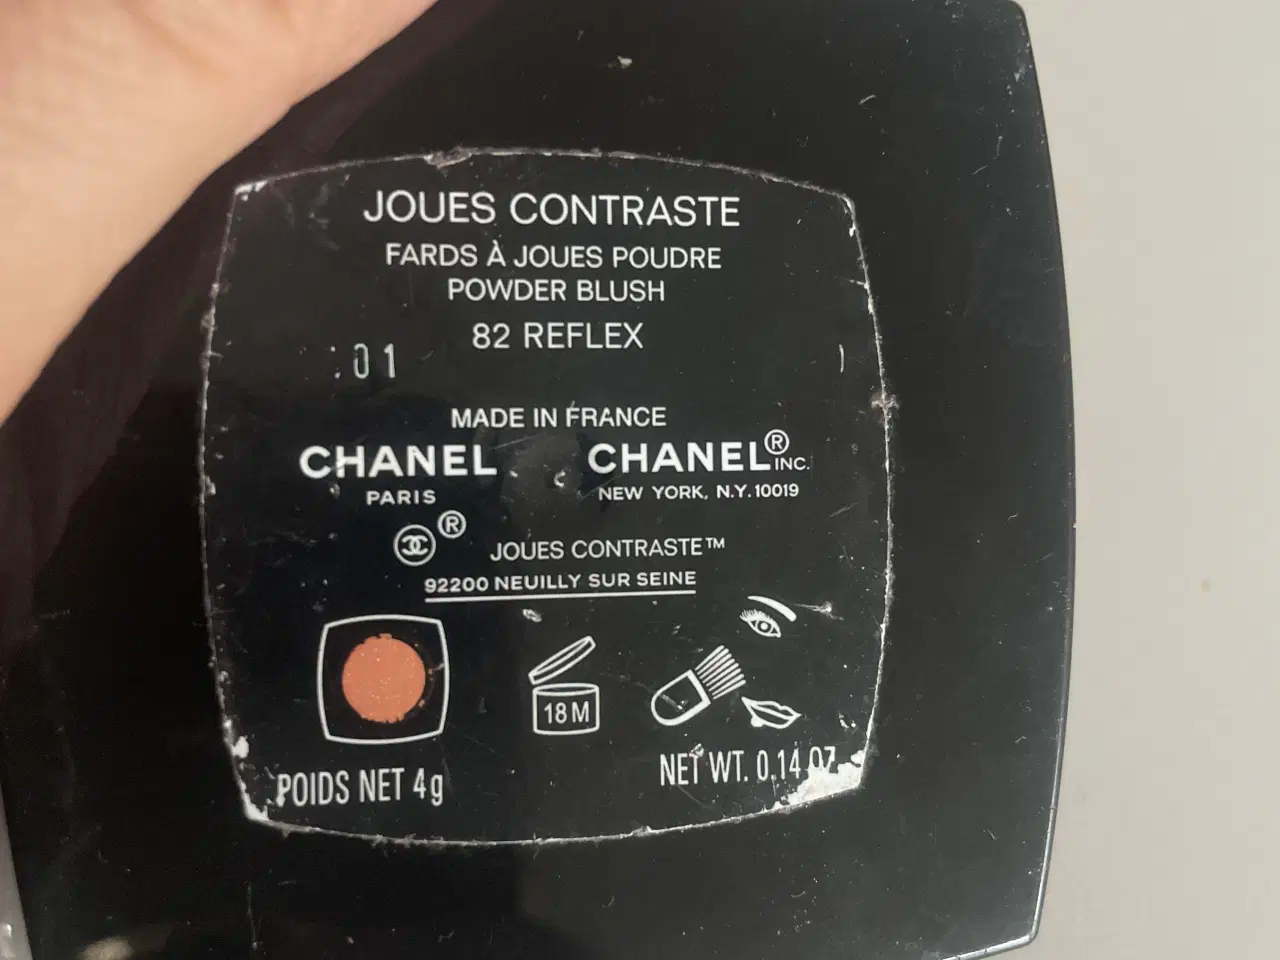 JOUES CONTRASTE
FARDS À JOUES POUDRE
POWDER BLUSH
82 REFLEX
01
MADE IN FRANCE
CHANEL CHANEL® INC.
PARIS NEW YORK, N.Y. 10019
® JOUES CONTRASTE™
92200 NEUILLY SUR SEINE
18 M
POIDS NET 4g NET WT. 0.14 OZ.